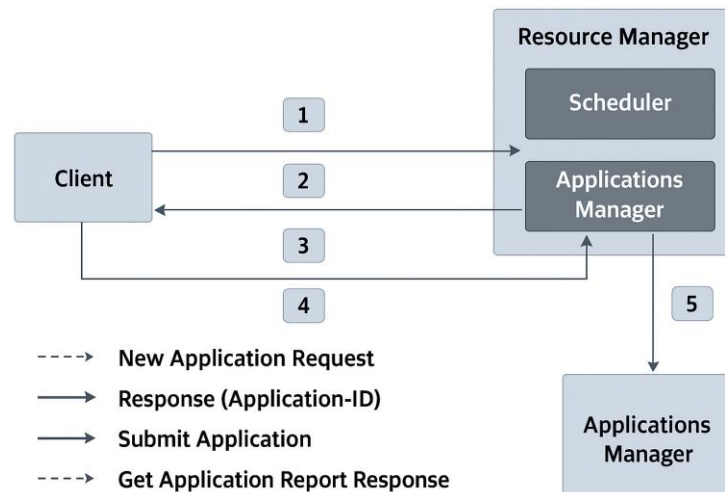 Resource Manager
Scheduler
1
Client
2
Applications
Manager
3
4
5
New Application Request
Response (Application-ID)
Submit Application
Get Application Report Response
Applications
Manager